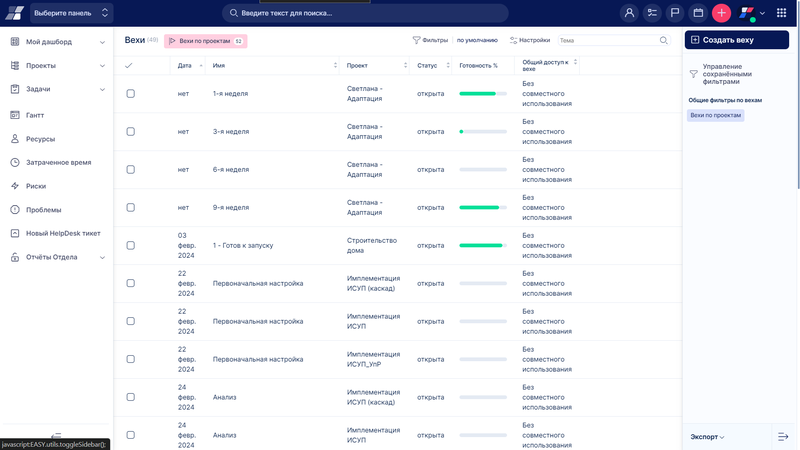 Выберите панель
Введите текст для поиска...
Мой дашборд
Проекты
Задачи
Гантт
Ресурсы
Затраченное время
Риски
Проблемы
Новый HelpDesk тикет
Отчёты Отдела
javascript:EASY.utils.toggleSidebar();
Вехи (49)
Вехи по проектам 52
Фильтры
по умолчанию
Настройки
Тема
Дата Имя Проект Статус Готовность % Общий доступ к вехе
нет 1-я неделя Светлана - Адаптация открыта Без совместного использования
нет 3-я неделя Светлана - Адаптация открыта Без совместного использования
нет 6-я неделя Светлана - Адаптация открыта Без совместного использования
нет 9-я неделя Светлана - Адаптация открыта Без совместного использования
03 февр. 2024 1 - Готов к запуску Строительство дома открыта Без совместного использования
22 февр. 2024 Первоначальная настройка Имплементация ИСУП (каскад) открыта Без совместного использования
22 февр. 2024 Первоначальная настройка Имплементация ИСУП открыта Без совместного использования
22 февр. 2024 Первоначальная настройка Имплементация ИСУП_УпР открыта Без совместного использования
24 февр. 2024 Анализ Имплементация ИСУП (каскад) открыта Без совместного использования
24 февр. 2024 Анализ Имплементация ИСУП открыта Без совместного использования
Создать веху
Управление
сохранёнными
фильтрами
Общие фильтры по вехам
Вехи по проектам
Экспорт